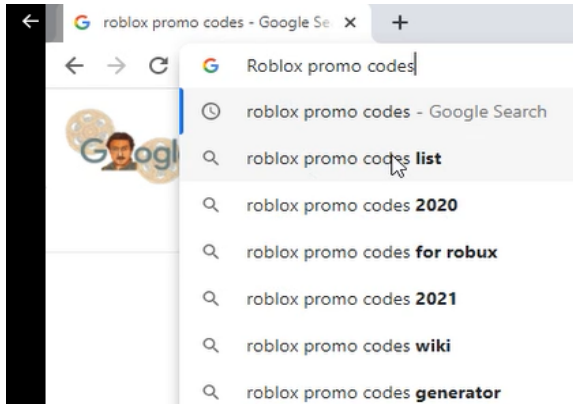 roblox promo codes - Google Se
Roblox promo codes
roblox promo codes - Google Search
roblox promo codes list
roblox promo codes 2020
roblox promo codes for robux
roblox promo codes 2021
roblox promo codes wiki
roblox promo codes generator